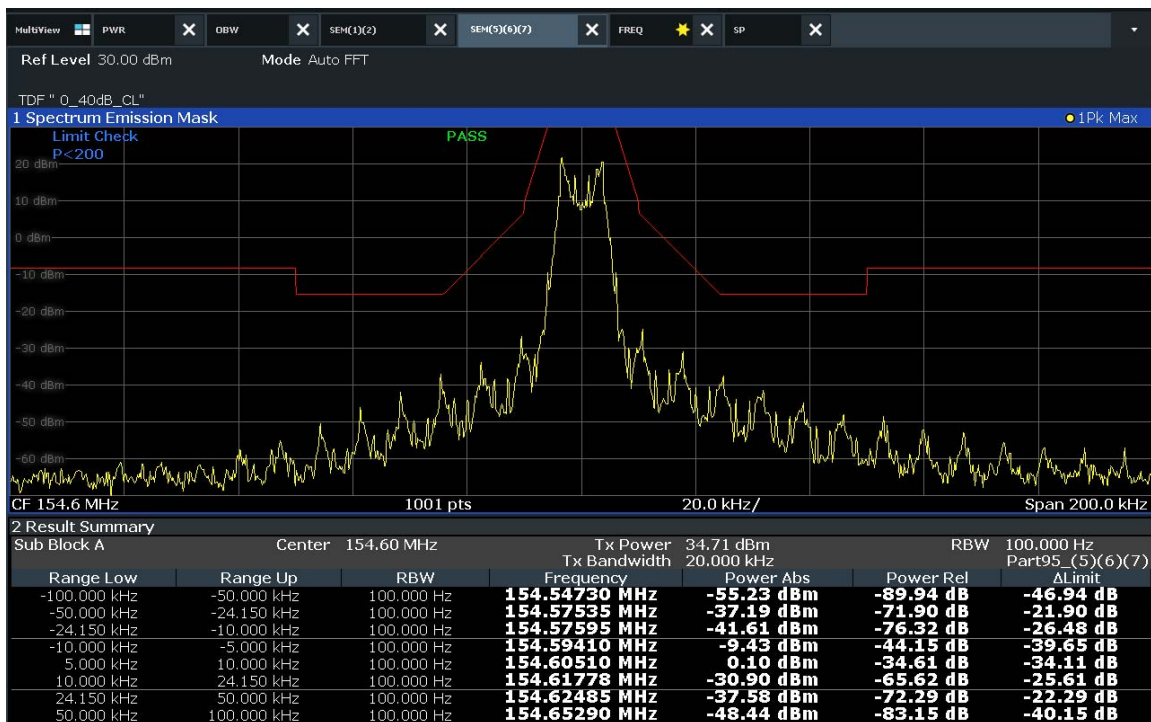 MultiView PWR OBW SEM(1)(2) SEM(5)(6)(7) FREQ SP
Ref Level 30.00 dBm Mode Auto FFT
TDF " 0_40dB_CL"
1 Spectrum Emission Mask 1Pk Max
Limit Check PASS
P<200
20 dBm
10 dBm
0 dBm
-10 dBm
-20 dBm
-30 dBm
-40 dBm
-50 dBm
-60 dBm
CF 154.6 MHz 1001 pts 20.0 kHz/ Span 200.0 kHz
2 Result Summary
Sub Block A Center 154.60 MHz Tx Power 34.71 dBm RBW 100.000 Hz
Tx Bandwidth 20.000 kHz Part95_(5)(6)(7)
Range Low Range Up RBW Frequency Power Abs Power Rel ΔLimit
-100.000 kHz -50.000 kHz 100.000 Hz 154.54730 MHz -55.23 dBm -89.94 dB -46.94 dB
-50.000 kHz -24.150 kHz 100.000 Hz 154.57535 MHz -37.19 dBm -71.90 dB -21.90 dB
-24.150 kHz -10.000 kHz 100.000 Hz 154.57595 MHz -41.61 dBm -76.32 dB -26.48 dB
-10.000 kHz -5.000 kHz 100.000 Hz 154.59410 MHz -9.43 dBm -44.15 dB -39.65 dB
5.000 kHz 10.000 kHz 100.000 Hz 154.60510 MHz 0.10 dBm -34.61 dB -34.11 dB
10.000 kHz 24.150 kHz 100.000 Hz 154.61778 MHz -30.90 dBm -65.62 dB -25.61 dB
24.150 kHz 50.000 kHz 100.000 Hz 154.62485 MHz -37.58 dBm -72.29 dB -22.29 dB
50.000 kHz 100.000 kHz 100.000 Hz 154.65290 MHz -48.44 dBm -83.15 dB -40.15 dB